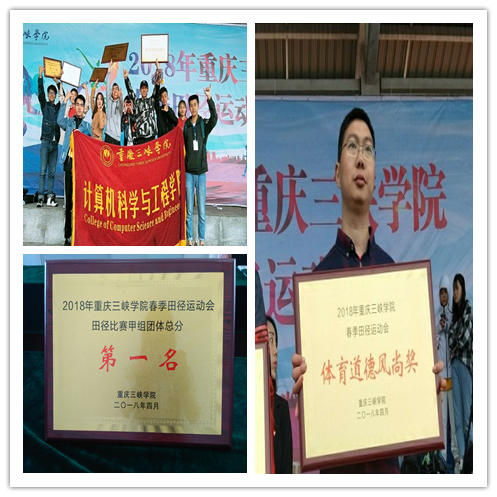 2018年重庆三
重庆三峡学院
CHONGQING THREE GORGES UNIVERSITY
计算机科学与工程学
College of Computer Science and Engineer
2018年重庆三峡学院春季田径运动会
田径比赛甲组团体总分
第一名
重庆三峡学院
二〇一八年四月
重庆三峡学院
2018年重庆三峡学院
春季田径运动会
体育道德风尚奖
重庆三峡学院
二〇一八年四月